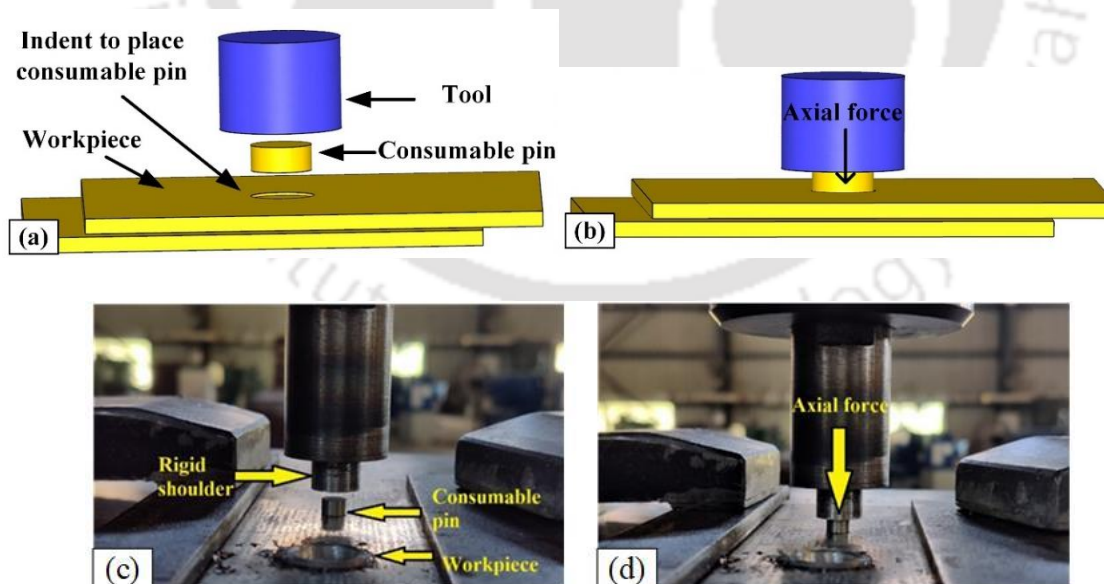 Indent to place
consumable pin
Workpiece
Tool
Consumable pin
(a)
Axial force
(b)
Rigid
shoulder
Consumable
pin
Workpiece
(c)
Axial force
(d)